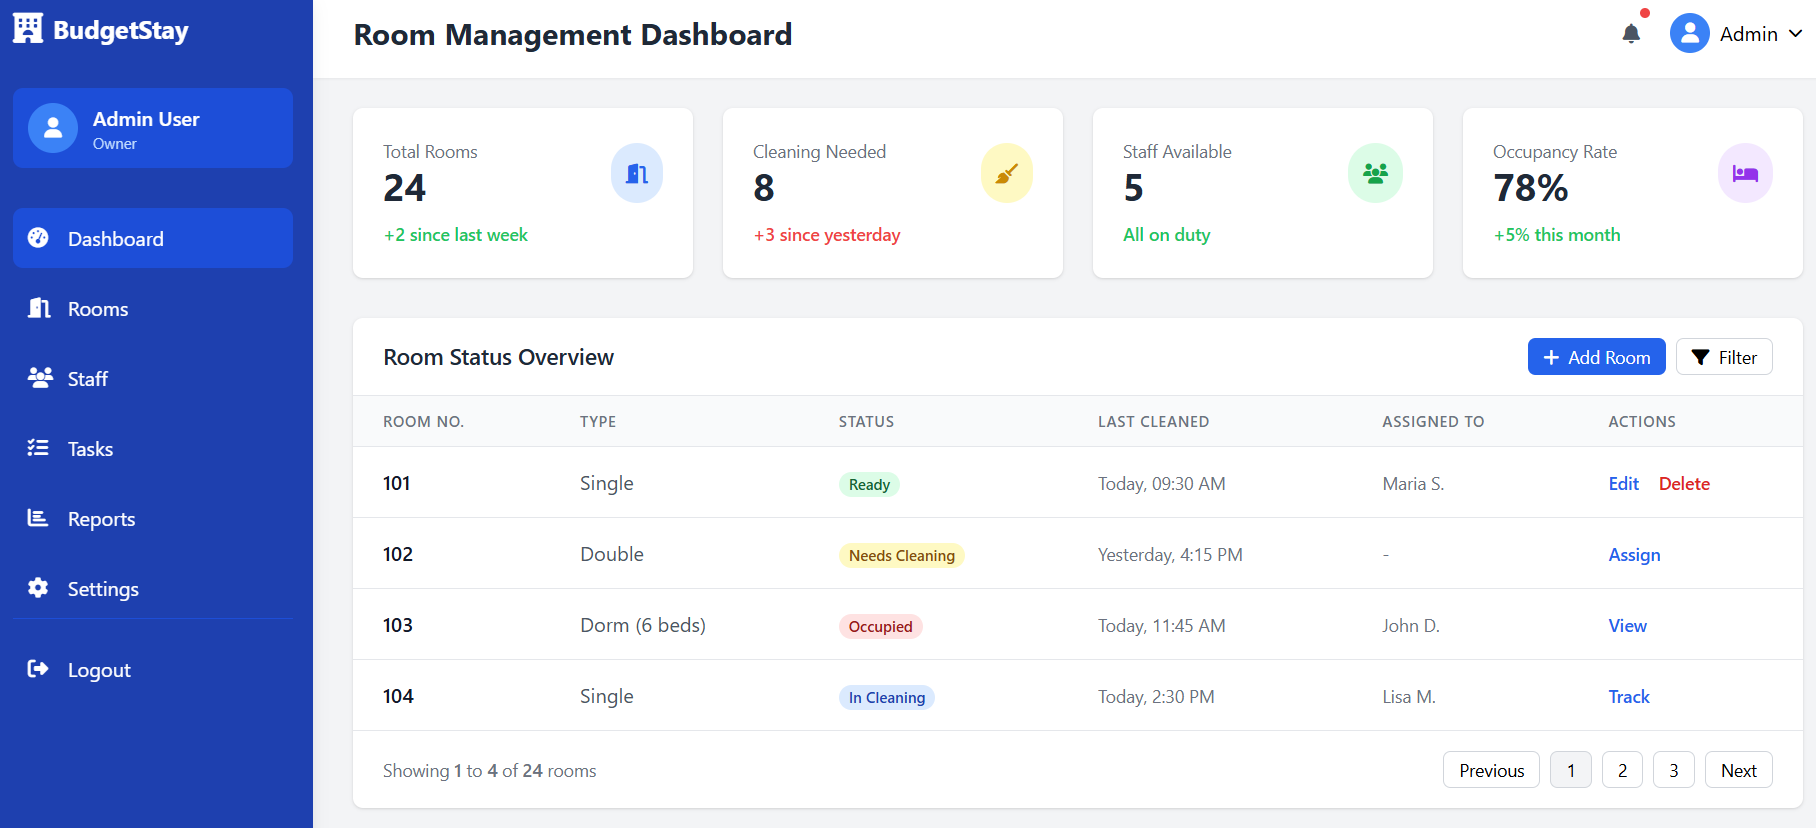 BudgetStay
Admin User
Owner
Dashboard
Rooms
Staff
Tasks
Reports
Settings
Logout
Room Management Dashboard
Admin
Total Rooms
24
+2 since last week
Cleaning Needed
8
+3 since yesterday
Staff Available
5
All on duty
Occupancy Rate
78%
+5% this month
Room Status Overview
Add Room
Filter
ROOM NO. TYPE STATUS LAST CLEANED ASSIGNED TO ACTIONS
101 Single Ready Today, 09:30 AM Maria S. Edit Delete
102 Double Needs Cleaning Yesterday, 4:15 PM - Assign
103 Dorm (6 beds) Occupied Today, 11:45 AM John D. View
104 Single In Cleaning Today, 2:30 PM Lisa M. Track
Showing 1 to 4 of 24 rooms
Previous 1 2 3 Next